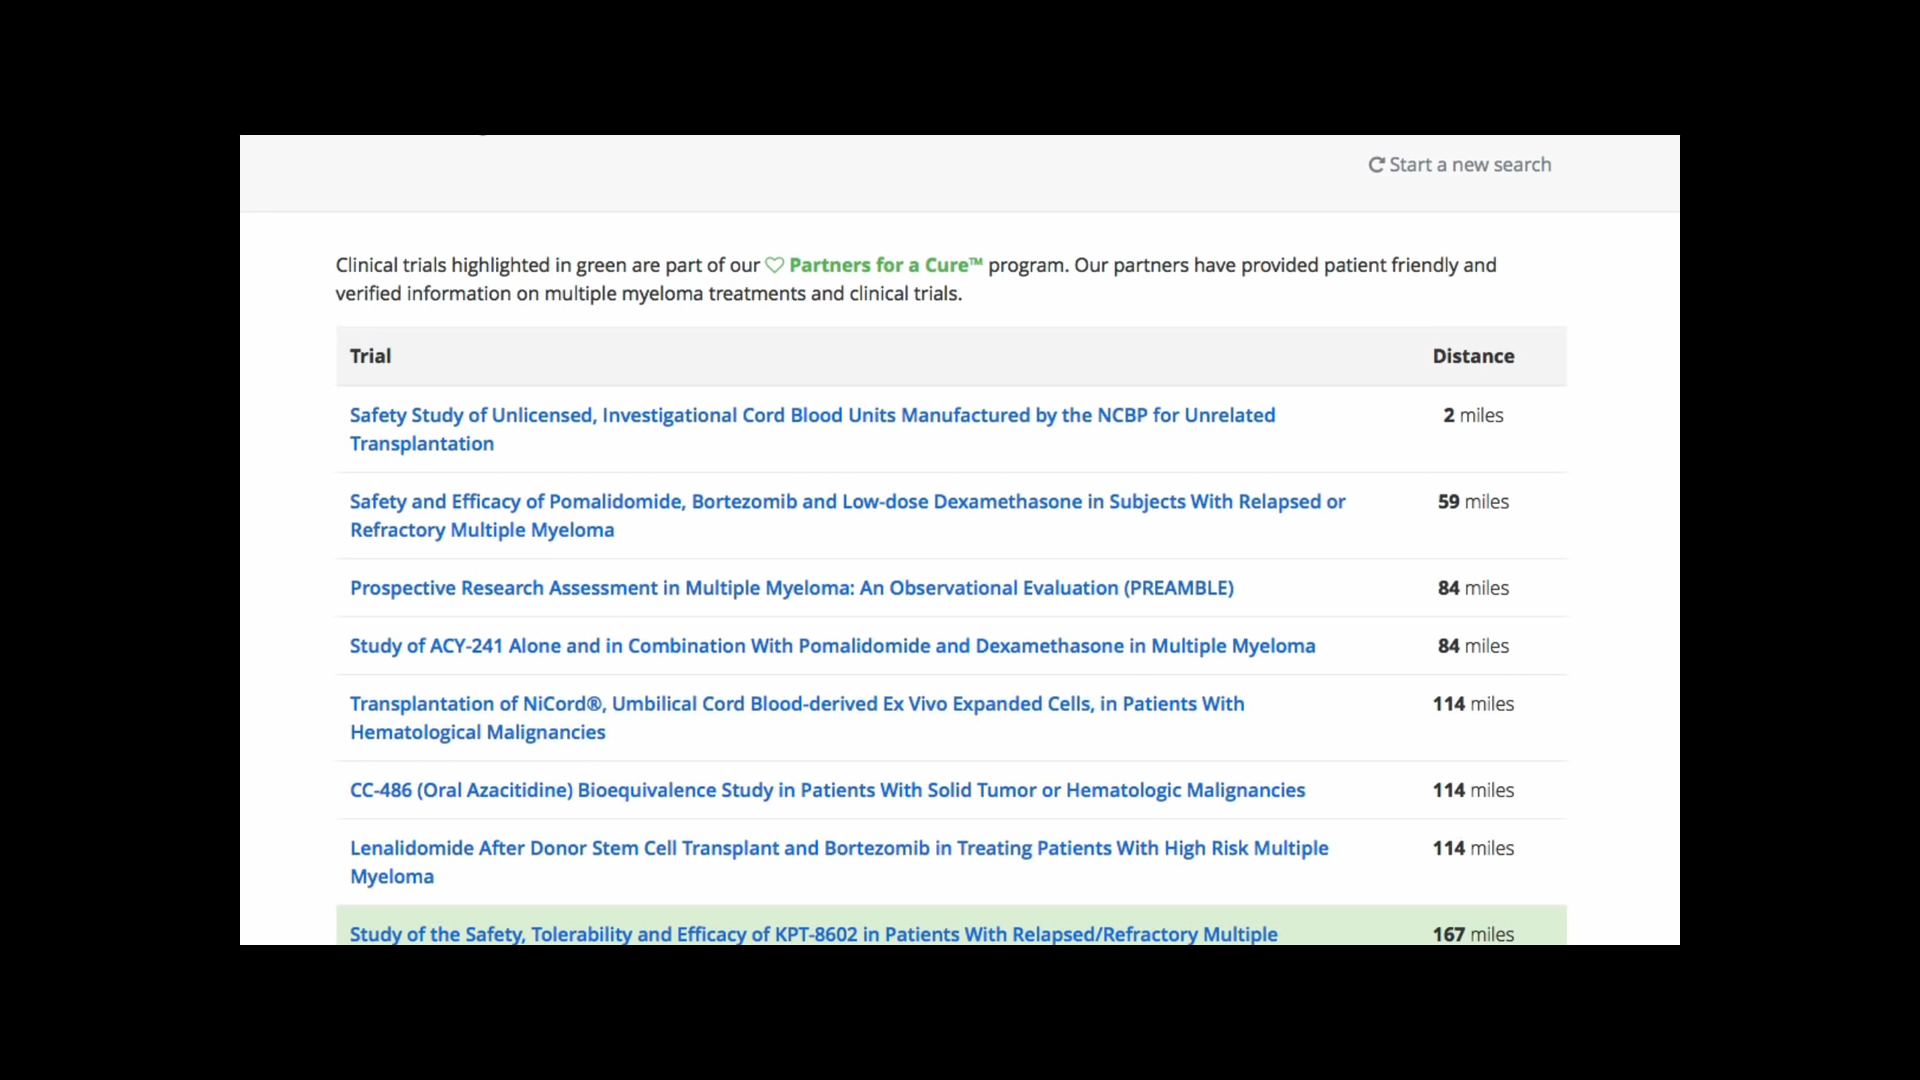 Start a new search
Clinical trials highlighted in green are part of our Partners for a Cure™ program. Our partners have provided patient friendly and
verified information on multiple myeloma treatments and clinical trials.
Trial Distance
Safety Study of Unlicensed, Investigational Cord Blood Units Manufactured by the NCBP for Unrelated 2 miles
Transplantation
Safety and Efficacy of Pomalidomide, Bortezomib and Low-dose Dexamethasone in Subjects With Relapsed or 59 miles
Refractory Multiple Myeloma
Prospective Research Assessment in Multiple Myeloma: An Observational Evaluation (PREAMBLE) 84 miles
Study of ACY-241 Alone and in Combination With Pomalidomide and Dexamethasone in Multiple Myeloma 84 miles
Transplantation of NiCord®, Umbilical Cord Blood-derived Ex Vivo Expanded Cells, in Patients With 114 miles
Hematological Malignancies
CC-486 (Oral Azacitidine) Bioequivalence Study in Patients With Solid Tumor or Hematologic Malignancies 114 miles
Lenalidomide After Donor Stem Cell Transplant and Bortezomib in Treating Patients With High Risk Multiple 114 miles
Myeloma
Study of the Safety, Tolerability and Efficacy of KPT-8602 in Patients With Relapsed/Refractory Multiple 167 miles